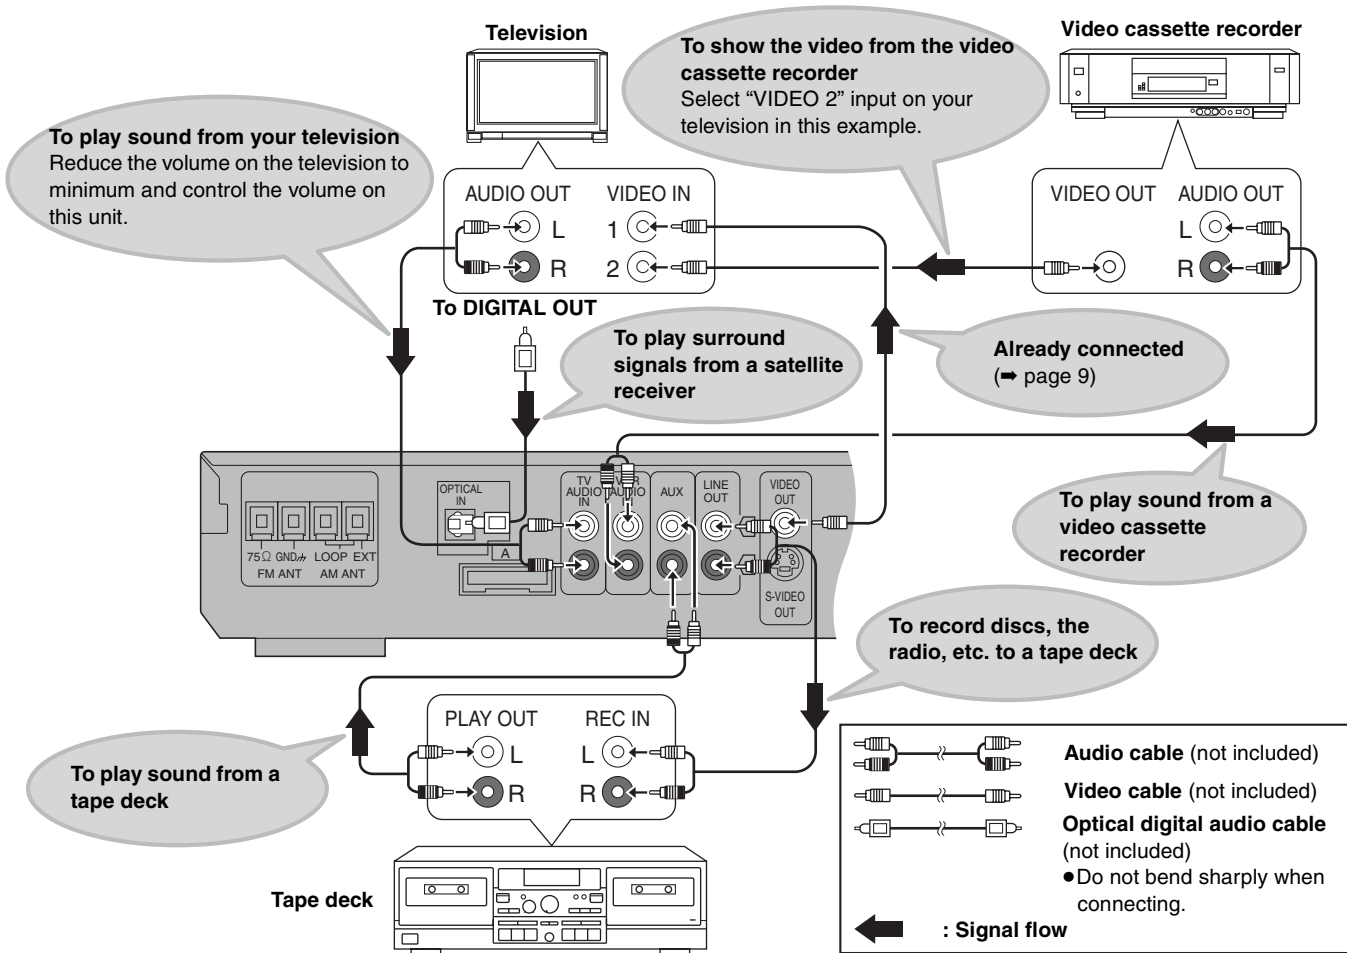 Television
To show the video from the video
cassette recorder
Select “VIDEO 2” input on your
television in this example.
Video cassette recorder
To play sound from your television
Reduce the volume on the television to
minimum and control the volume on
this unit.
AUDIO OUT VIDEO IN
L 1
R 2
VIDEO OUT AUDIO OUT
L
R
To DIGITAL OUT
To play surround
signals from a satellite
receiver
Already connected
(➡ page 9)
To play sound from a
video cassette
recorder
OPTICAL
IN
A
TV
AUDIO
IN
AUDIO
AUX
LINE
OUT
VIDEO
OUT
S-VIDEO
OUT
75Ω GND LOOP EXT
FM ANT AM ANT
To record discs, the
radio, etc. to a tape deck
To play sound from a
tape deck
PLAY OUT REC IN
L L
R R
Tape deck
Audio cable (not included)
Video cable (not included)
Optical digital audio cable
(not included)
●Do not bend sharply when
connecting.
: Signal flow